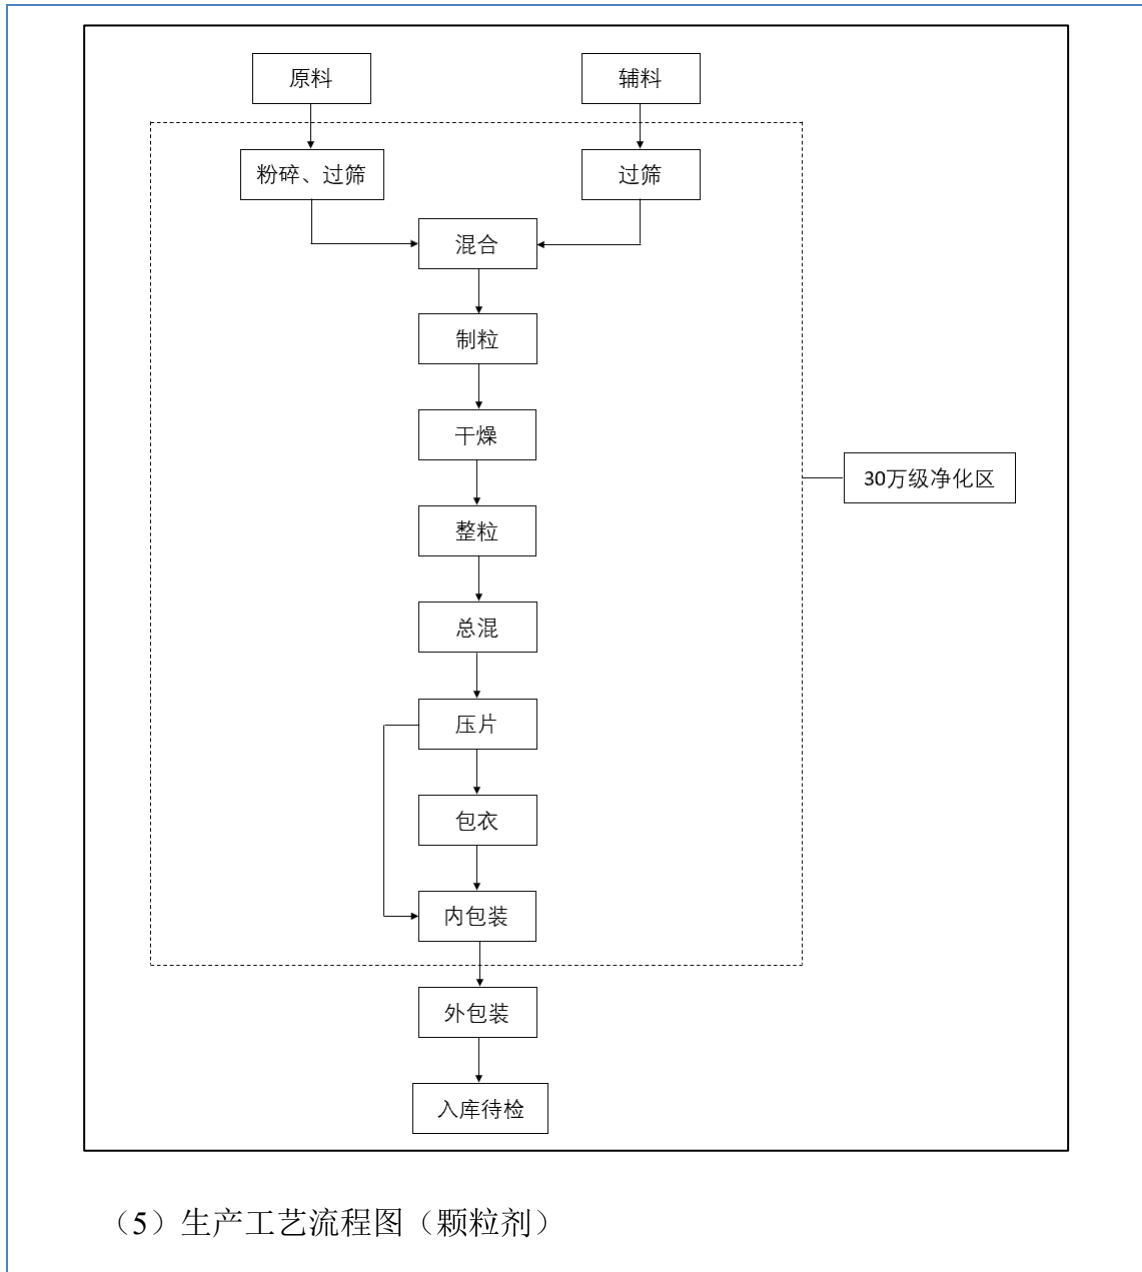 原料
辅料
粉碎、过筛
过筛
混合
制粒
干燥
30万级净化区
整粒
总混
压片
包衣
内包装
外包装
入库待检
（5）生产工艺流程图（颗粒剂）